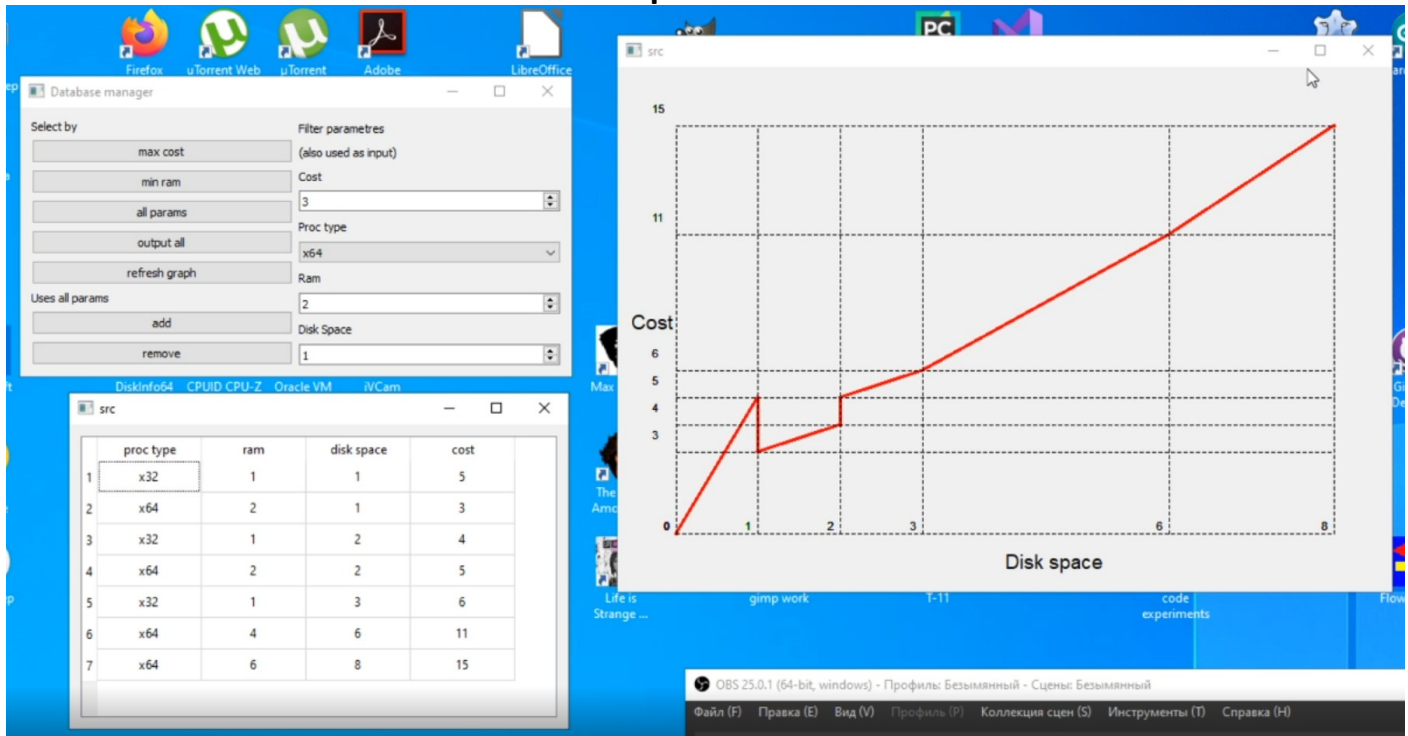 PC
Firefox uTorrent Web µTorrent Adobe LibreOffice
Database manager
Select by
max cost
min ram
all params
output all
refresh graph
Uses all params
add
remove
Filter parametres
(also used as input)
Cost
3
Proc type
x64
Ram
2
Disk Space
1
DiskInfo64 CPUID CPU-Z Oracle VM iVCam
src
proc type ram disk space cost
1 x32 1 1 5
2 x64 2 1 3
3 x32 1 2 4
4 x64 2 2 5
5 x32 1 3 6
6 x64 4 6 11
7 x64 6 8 15
src
15
11
Cost
6
5
4
3
0 1 2 3 6 8
Disk space
Max
The
Life is
Strange ...
gimp work
T-11
code
experiments
OBS 25.0.1 (64-bit, windows) - Профиль: Безымянный - Сцены: Безымянный
Файл (F) Правка (E) Вид (V) Профиль (P) Коллекция сцен (S) Инструменты (T) Справка (H)